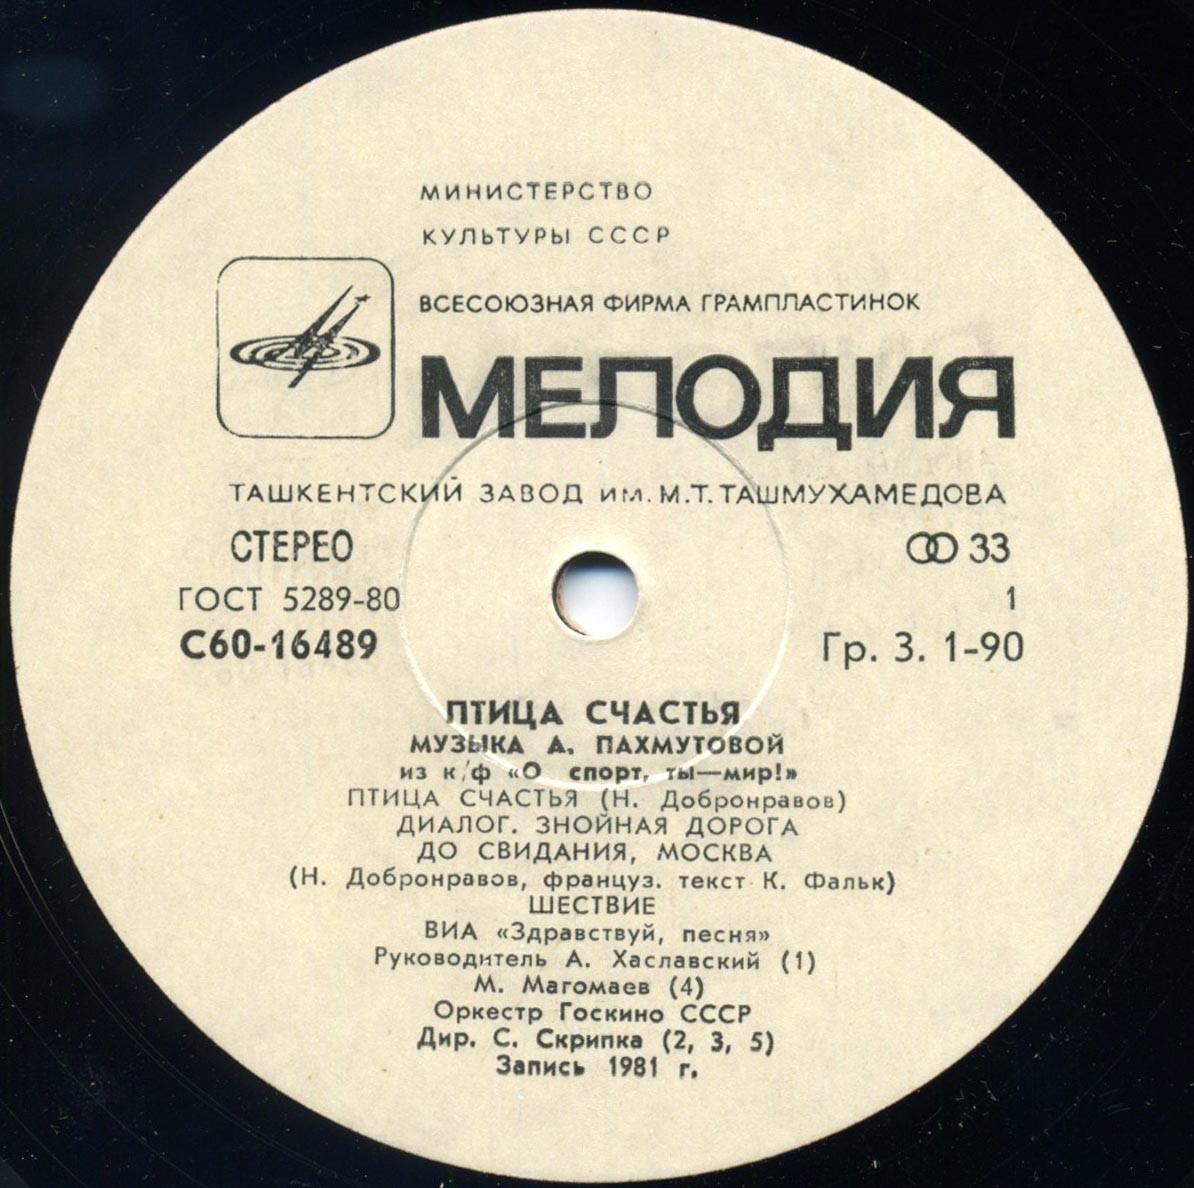 МИНИСТЕРСТВО
КУЛЬТУРЫ СССР
ВСЕСОЮЗНАЯ ФИРМА ГРАМПЛАСТИНОК
МЕЛОДИЯ
ТАШКЕНТСКИЙ ЗАВОД ИМ. М.Т. ТАШМУХАМЕДОВА
СТЕРЕО 33
ГОСТ 5289-80 1
С60-16489 Гр. 3. 1-90
ПТИЦА СЧАСТЬЯ
МУЗЫКА А. ПАХМУТОВОЙ
из к/ф «О спорт, ты—мир!»
ПТИЦА СЧАСТЬЯ (Н. Добронравов)
ДИАЛОГ. ЗНОЙНАЯ ДОРОГА
ДО СВИДАНИЯ, МОСКВА
(Н. Добронравов, француз. текст К. Фальк)
ШЕСТВИЕ
ВИА «Здравствуй, песня»
Руководитель А. Хаславский (1)
М. Магомаев (4)
Оркестр Госкино СССР
Дир. С. Скрипка (2, 3, 5)
Запись 1981 г.